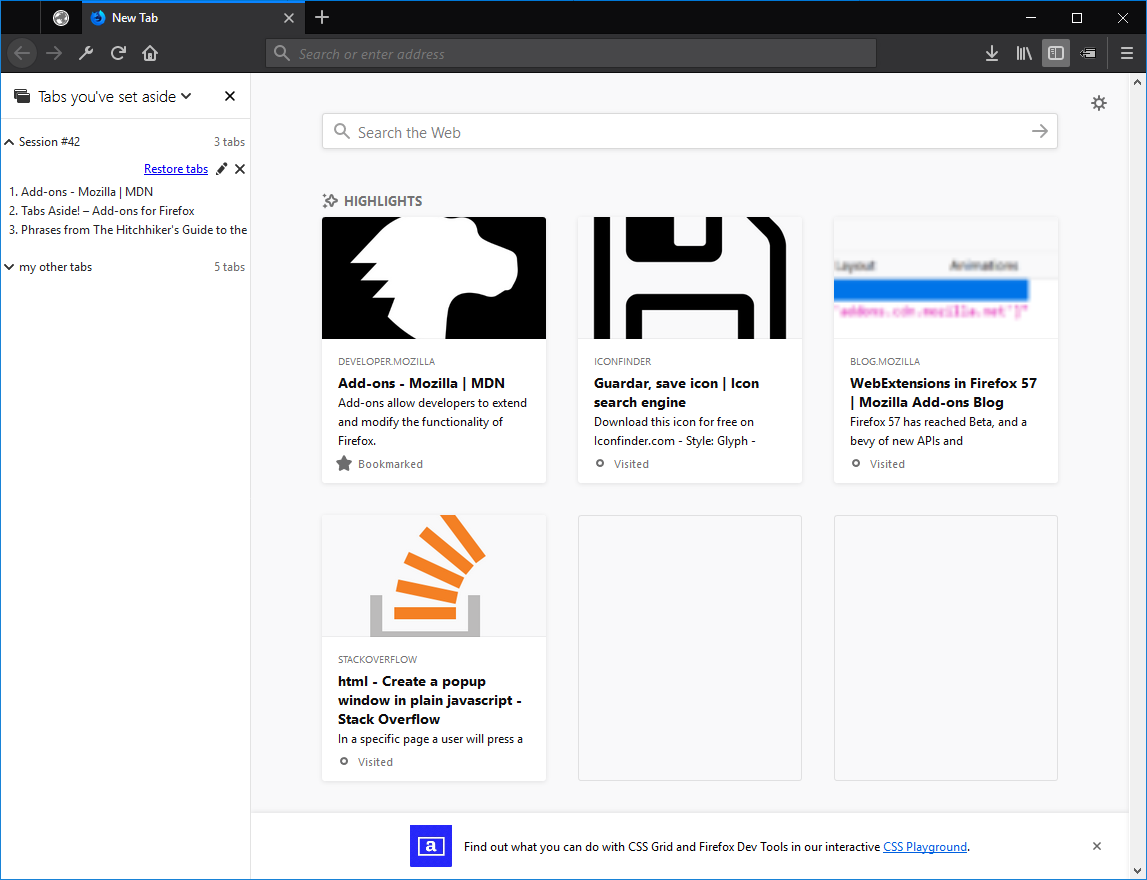 New Tab
Search or enter address
Tabs you've set aside
Session #42 3 tabs
Restore tabs
1. Add-ons - Mozilla | MDN
2. Tabs Aside! – Add-ons for Firefox
3. Phrases from The Hitchhiker's Guide to the
my other tabs 5 tabs
Search the Web
HIGHLIGHTS
DEVELOPER.MOZILLA
Add-ons - Mozilla | MDN
Add-ons allow developers to extend
and modify the functionality of
Firefox.
Bookmarked
ICONFINDER
Guardar, save icon | Icon
search engine
Download this icon for free on
Iconfinder.com - Style: Glyph -
Visited
Layout Animations
'addons.cdn.mozilla.net']"
BLOG.MOZILLA
WebExtensions in Firefox 57
| Mozilla Add-ons Blog
Firefox 57 has reached Beta, and a
bevy of new APIs and
Visited
STACKOVERFLOW
html - Create a popup
window in plain javascript -
Stack Overflow
In a specific page a user will press a
Visited
a
Find out what you can do with CSS Grid and Firefox Dev Tools in our interactive CSS Playground.